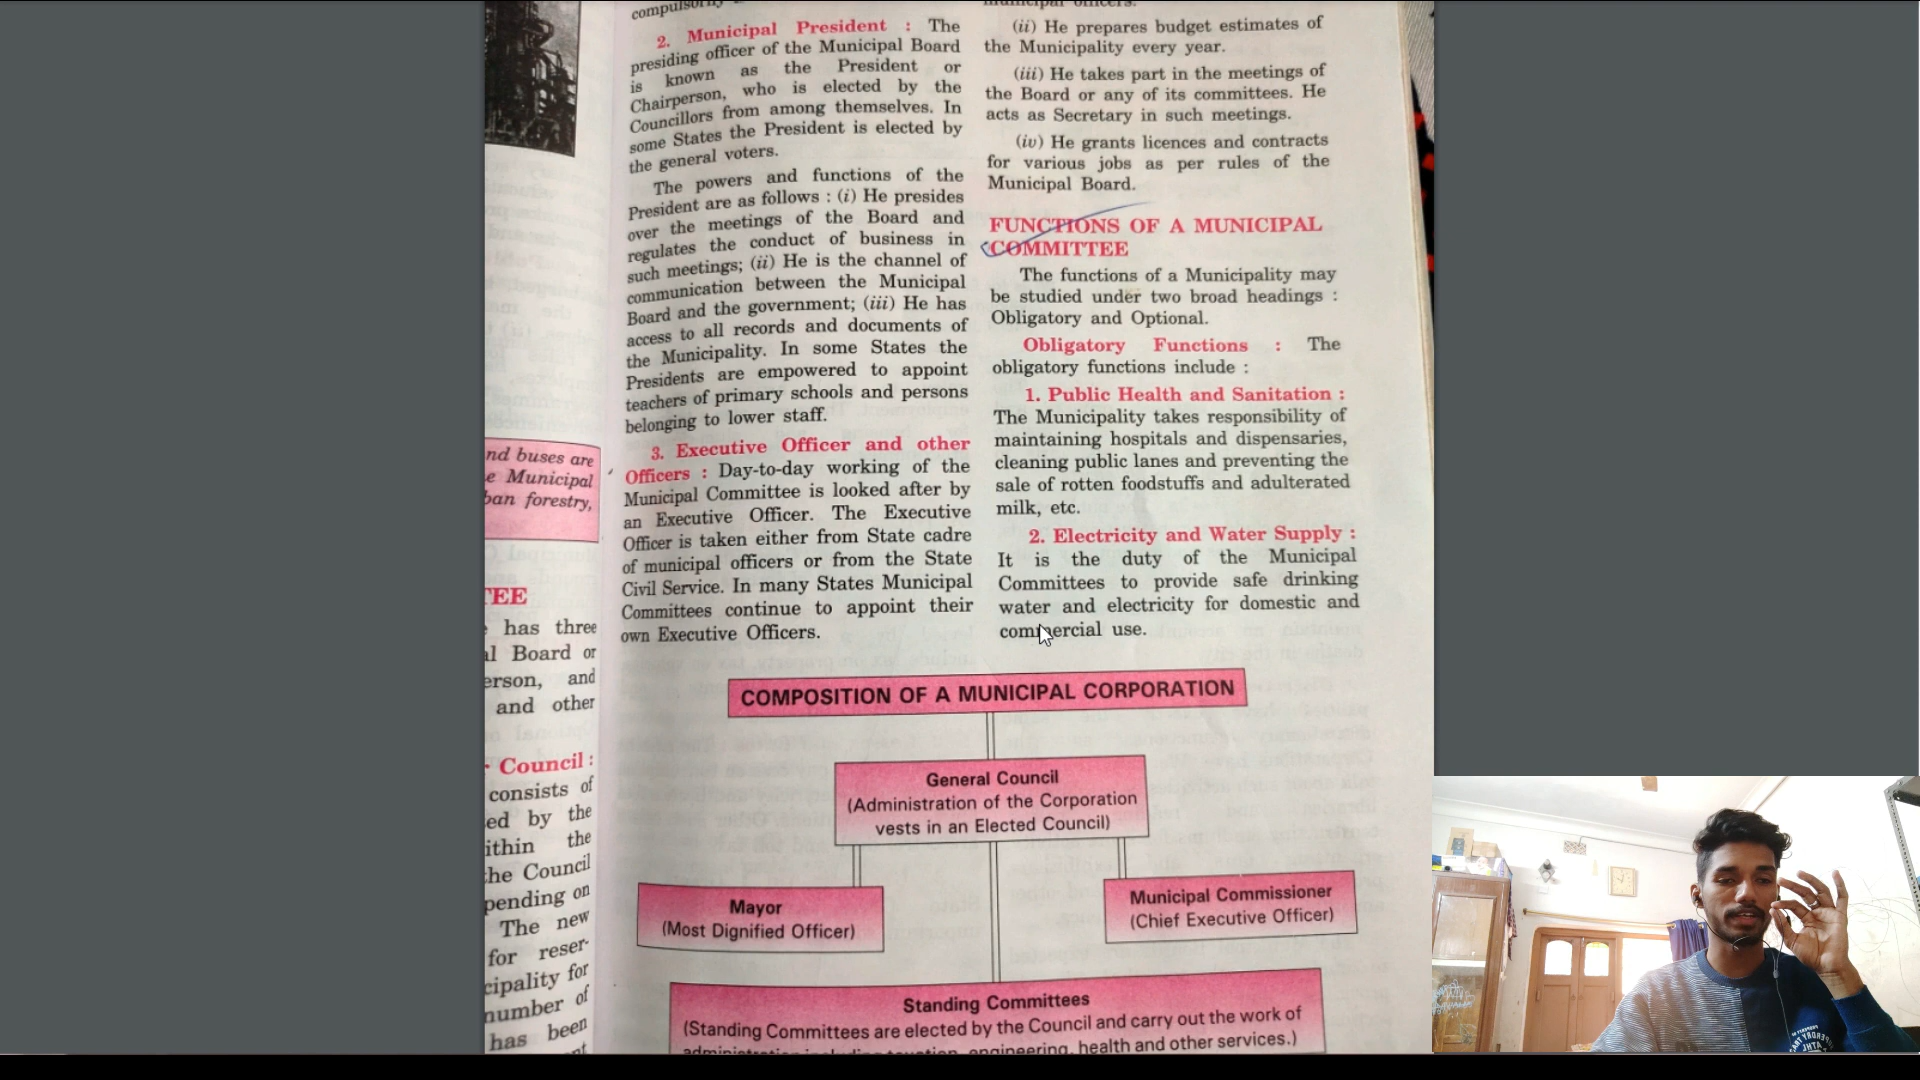 nd buses are
e Municipal
ban forestry,
TEE
has three
al Board or
erson, and
and other
Council :
consists of
ed by the
ithin the
he Council
pending on
The new
for reser-
cipality for
number of
has been
compulsorily
2. Municipal President : The
presiding officer of the Municipal Board
is known as the President or
Chairperson, who is elected by the
Councillors from among themselves. In
some States the President is elected by
the general voters.
The powers and functions of the
President are as follows : (i) He presides
over the meetings of the Board and
regulates the conduct of business in
such meetings; (ii) He is the channel of
communication between the Municipal
Board and the government; (iii) He has
access to all records and documents of
the Municipality. In some States the
Presidents are empowered to appoint
teachers of primary schools and persons
belonging to lower staff.
3. Executive Officer and other
Officers : Day-to-day working of the
Municipal Committee is looked after by
an Executive Officer. The Executive
Officer is taken either from State cadre
of municipal officers or from the State
Civil Service. In many States Municipal
Committees continue to appoint their
own Executive Officers.
municipal officers.
(ii) He prepares budget estimates of
the Municipality every year.
(iii) He takes part in the meetings of
the Board or any of its committees. He
acts as Secretary in such meetings.
(iv) He grants licences and contracts
for various jobs as per rules of the
Municipal Board.
FUNCTIONS OF A MUNICIPAL
COMMITTEE
The functions of a Municipality may
be studied under two broad headings :
Obligatory and Optional.
Obligatory Functions : The
obligatory functions include :
1. Public Health and Sanitation :
The Municipality takes responsibility of
maintaining hospitals and dispensaries,
cleaning public lanes and preventing the
sale of rotten foodstuffs and adulterated
milk, etc.
2. Electricity and Water Supply :
It is the duty of the Municipal
Committees to provide safe drinking
water and electricity for domestic and
commercial use.
COMPOSITION OF A MUNICIPAL CORPORATION
General Council
(Administration of the Corporation
vests in an Elected Council)
Mayor
(Most Dignified Officer)
Municipal Commissioner
(Chief Executive Officer)
Standing Committees
(Standing Committees are elected by the Council and carry out the work of
administration including taxation, engineering, health and other services.)